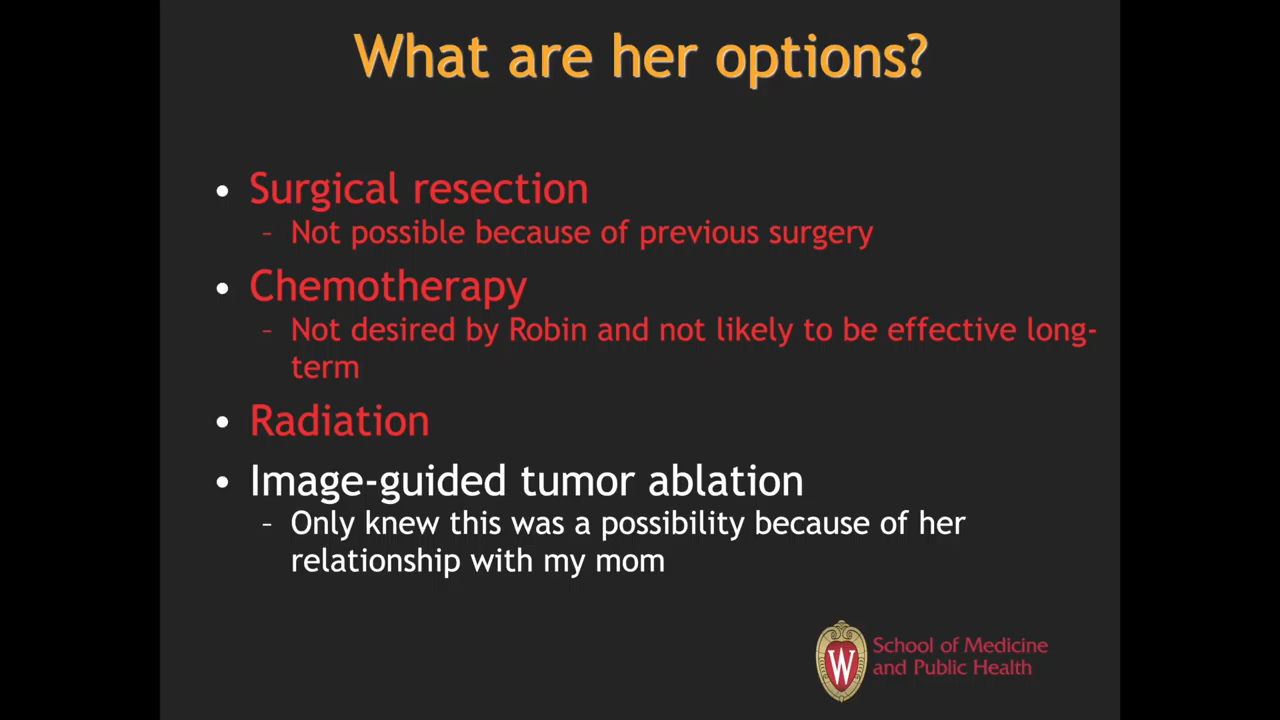 What are her options?
• Surgical resection
– Not possible because of previous surgery
• Chemotherapy
– Not desired by Robin and not likely to be effective long-
term
• Radiation
• Image-guided tumor ablation
– Only knew this was a possibility because of her
relationship with my mom
W
School of Medicine
and Public Health